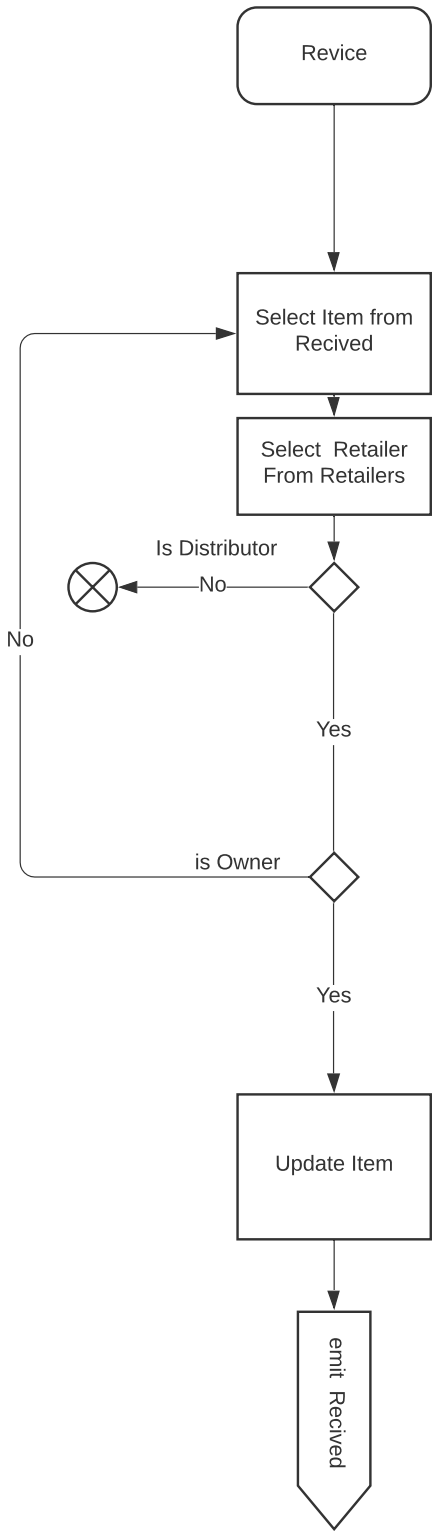 Revice
Select Item from
Recived
Select  Retailer
From Retailers
Is Distributor
No
No
Yes
is Owner
Yes
Update Item
emit  Recived